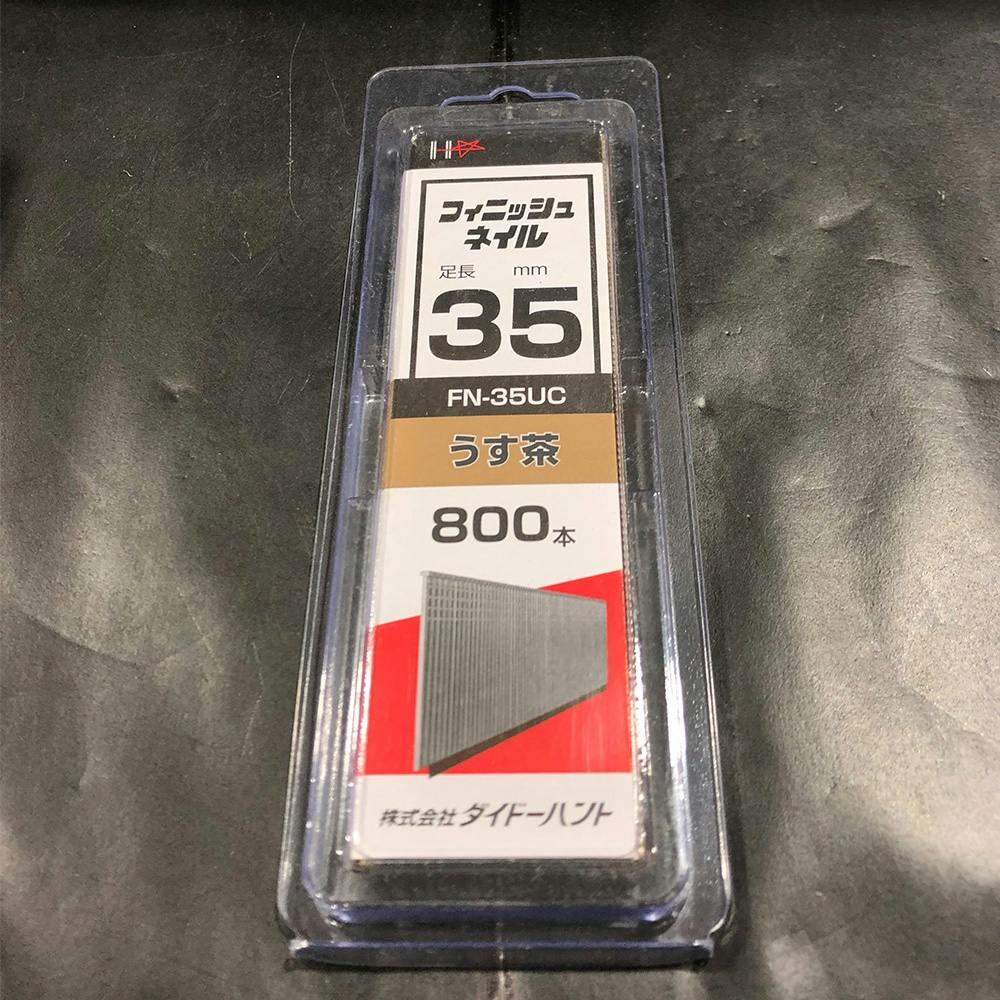 フィニッシュ
ネイル
足長 mm
35
FN-35UC
うす茶
800本
株式会社 ダイドーハント